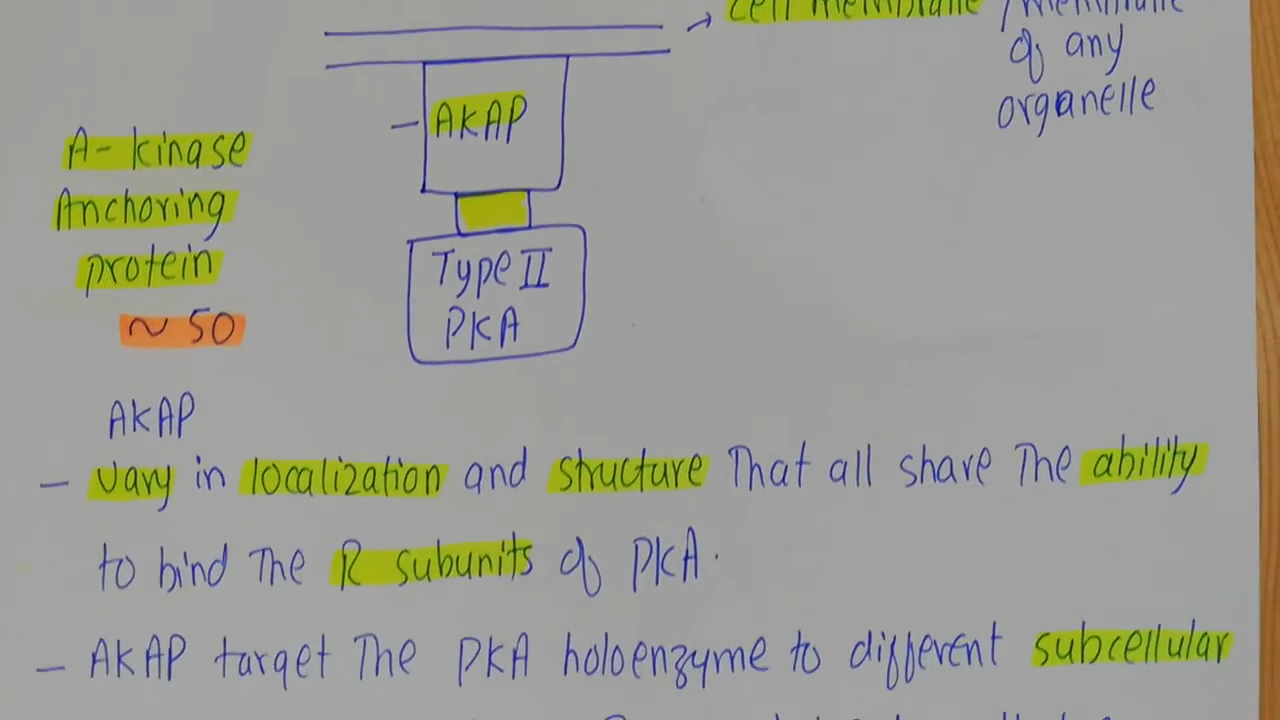 cell membrane / membrane
of any
organelle
AKAP
A-kinase
Anchoring
protein
~ 50
Type II
PKA
AKAP
- vary in localization and structure That all share The ability
to bind The R subunits of PKA.
- AKAP target The PKA holoenzyme to different subcellular